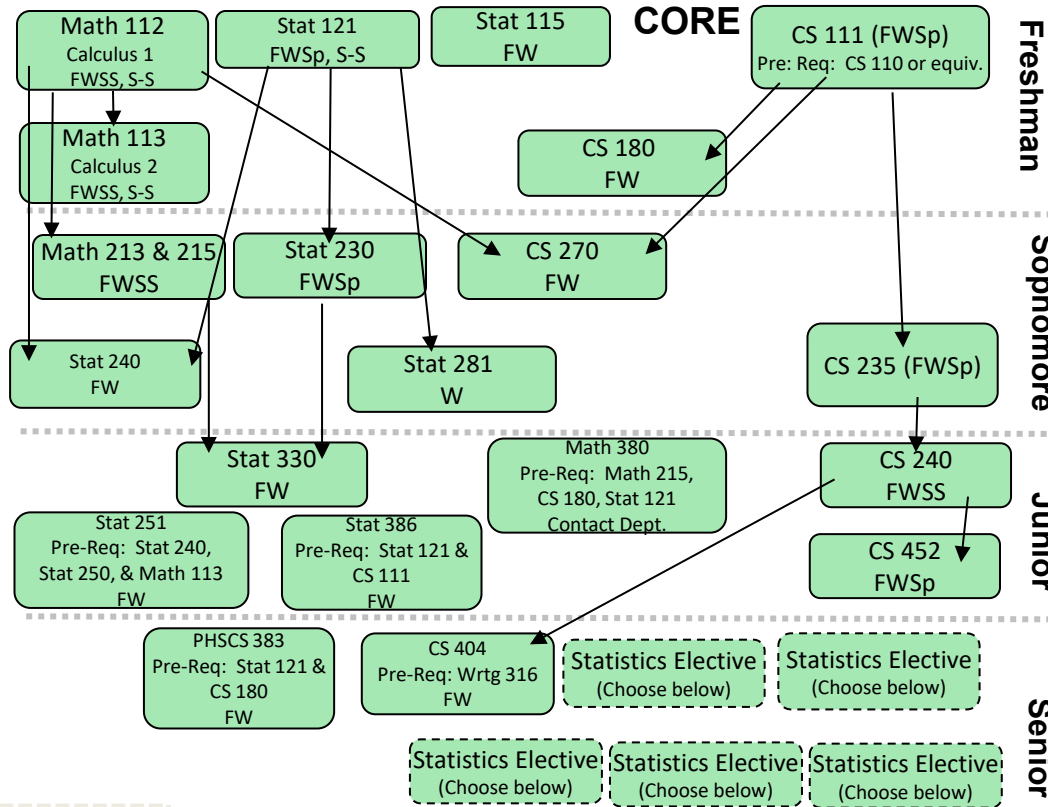 CORE
Freshman
Math 112
Calculus 1
FWSS, S-S
Stat 121
FWSp, S-S
Stat 115
FW
CS 111 (FWSp)
Pre: Req: CS 110 or equiv.
Math 113
Calculus 2
FWSS, S-S
CS 180
FW
Sophomore
Math 213 & 215
FWSS
Stat 230
FWSp
CS 270
FW
Stat 240
FW
Stat 281
W
CS 235 (FWSp)
Junior
Stat 330
FW
Math 380
Pre-Req: Math 215,
CS 180, Stat 121
Contact Dept.
CS 240
FWSS
Stat 251
Pre-Req: Stat 240,
Stat 250, & Math 113
FW
Stat 386
Pre-Req: Stat 121 &
CS 111
FW
CS 452
FWSp
Senior
PHSCS 383
Pre-Req: Stat 121 &
CS 180
FW
CS 404
Pre-Req: Wrtg 316
FW
Statistics Elective
(Choose below)
Statistics Elective
(Choose below)
Statistics Elective
(Choose below)
Statistics Elective
(Choose below)
Statistics Elective
(Choose below)